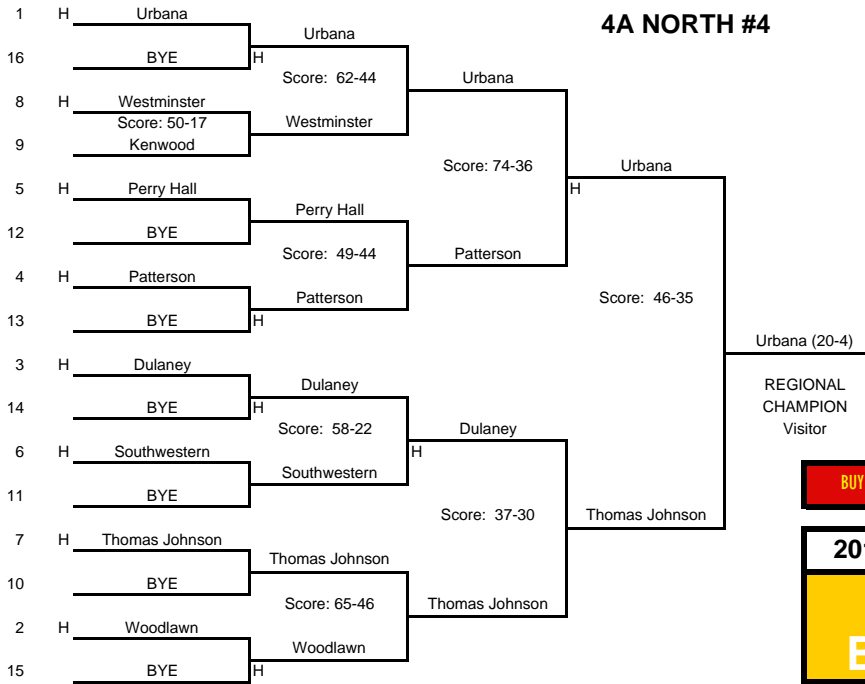 4A NORTH #4
1 H Urbana
Urbana
16 BYE H
Score: 62-44
Urbana
8 H Westminster
Score: 50-17
Westminster
9 Kenwood
Score: 74-36
Urbana
5 H Perry Hall
H
Perry Hall
12 BYE
Score: 49-44
Patterson
4 H Patterson
Patterson
13 BYE H
Score: 46-35
Urbana (20-4)
3 H Dulaney
Dulaney
REGIONAL
CHAMPION
Visitor
14 BYE H
Score: 58-22
Dulaney
6 H Southwestern
H
Southwestern
11 BYE
BUY
Score: 37-30
Thomas Johnson
7 H Thomas Johnson
Thomas Johnson
10 BYE
Score: 65-46
Thomas Johnson
2 H Woodlawn
Woodlawn
15 BYE H